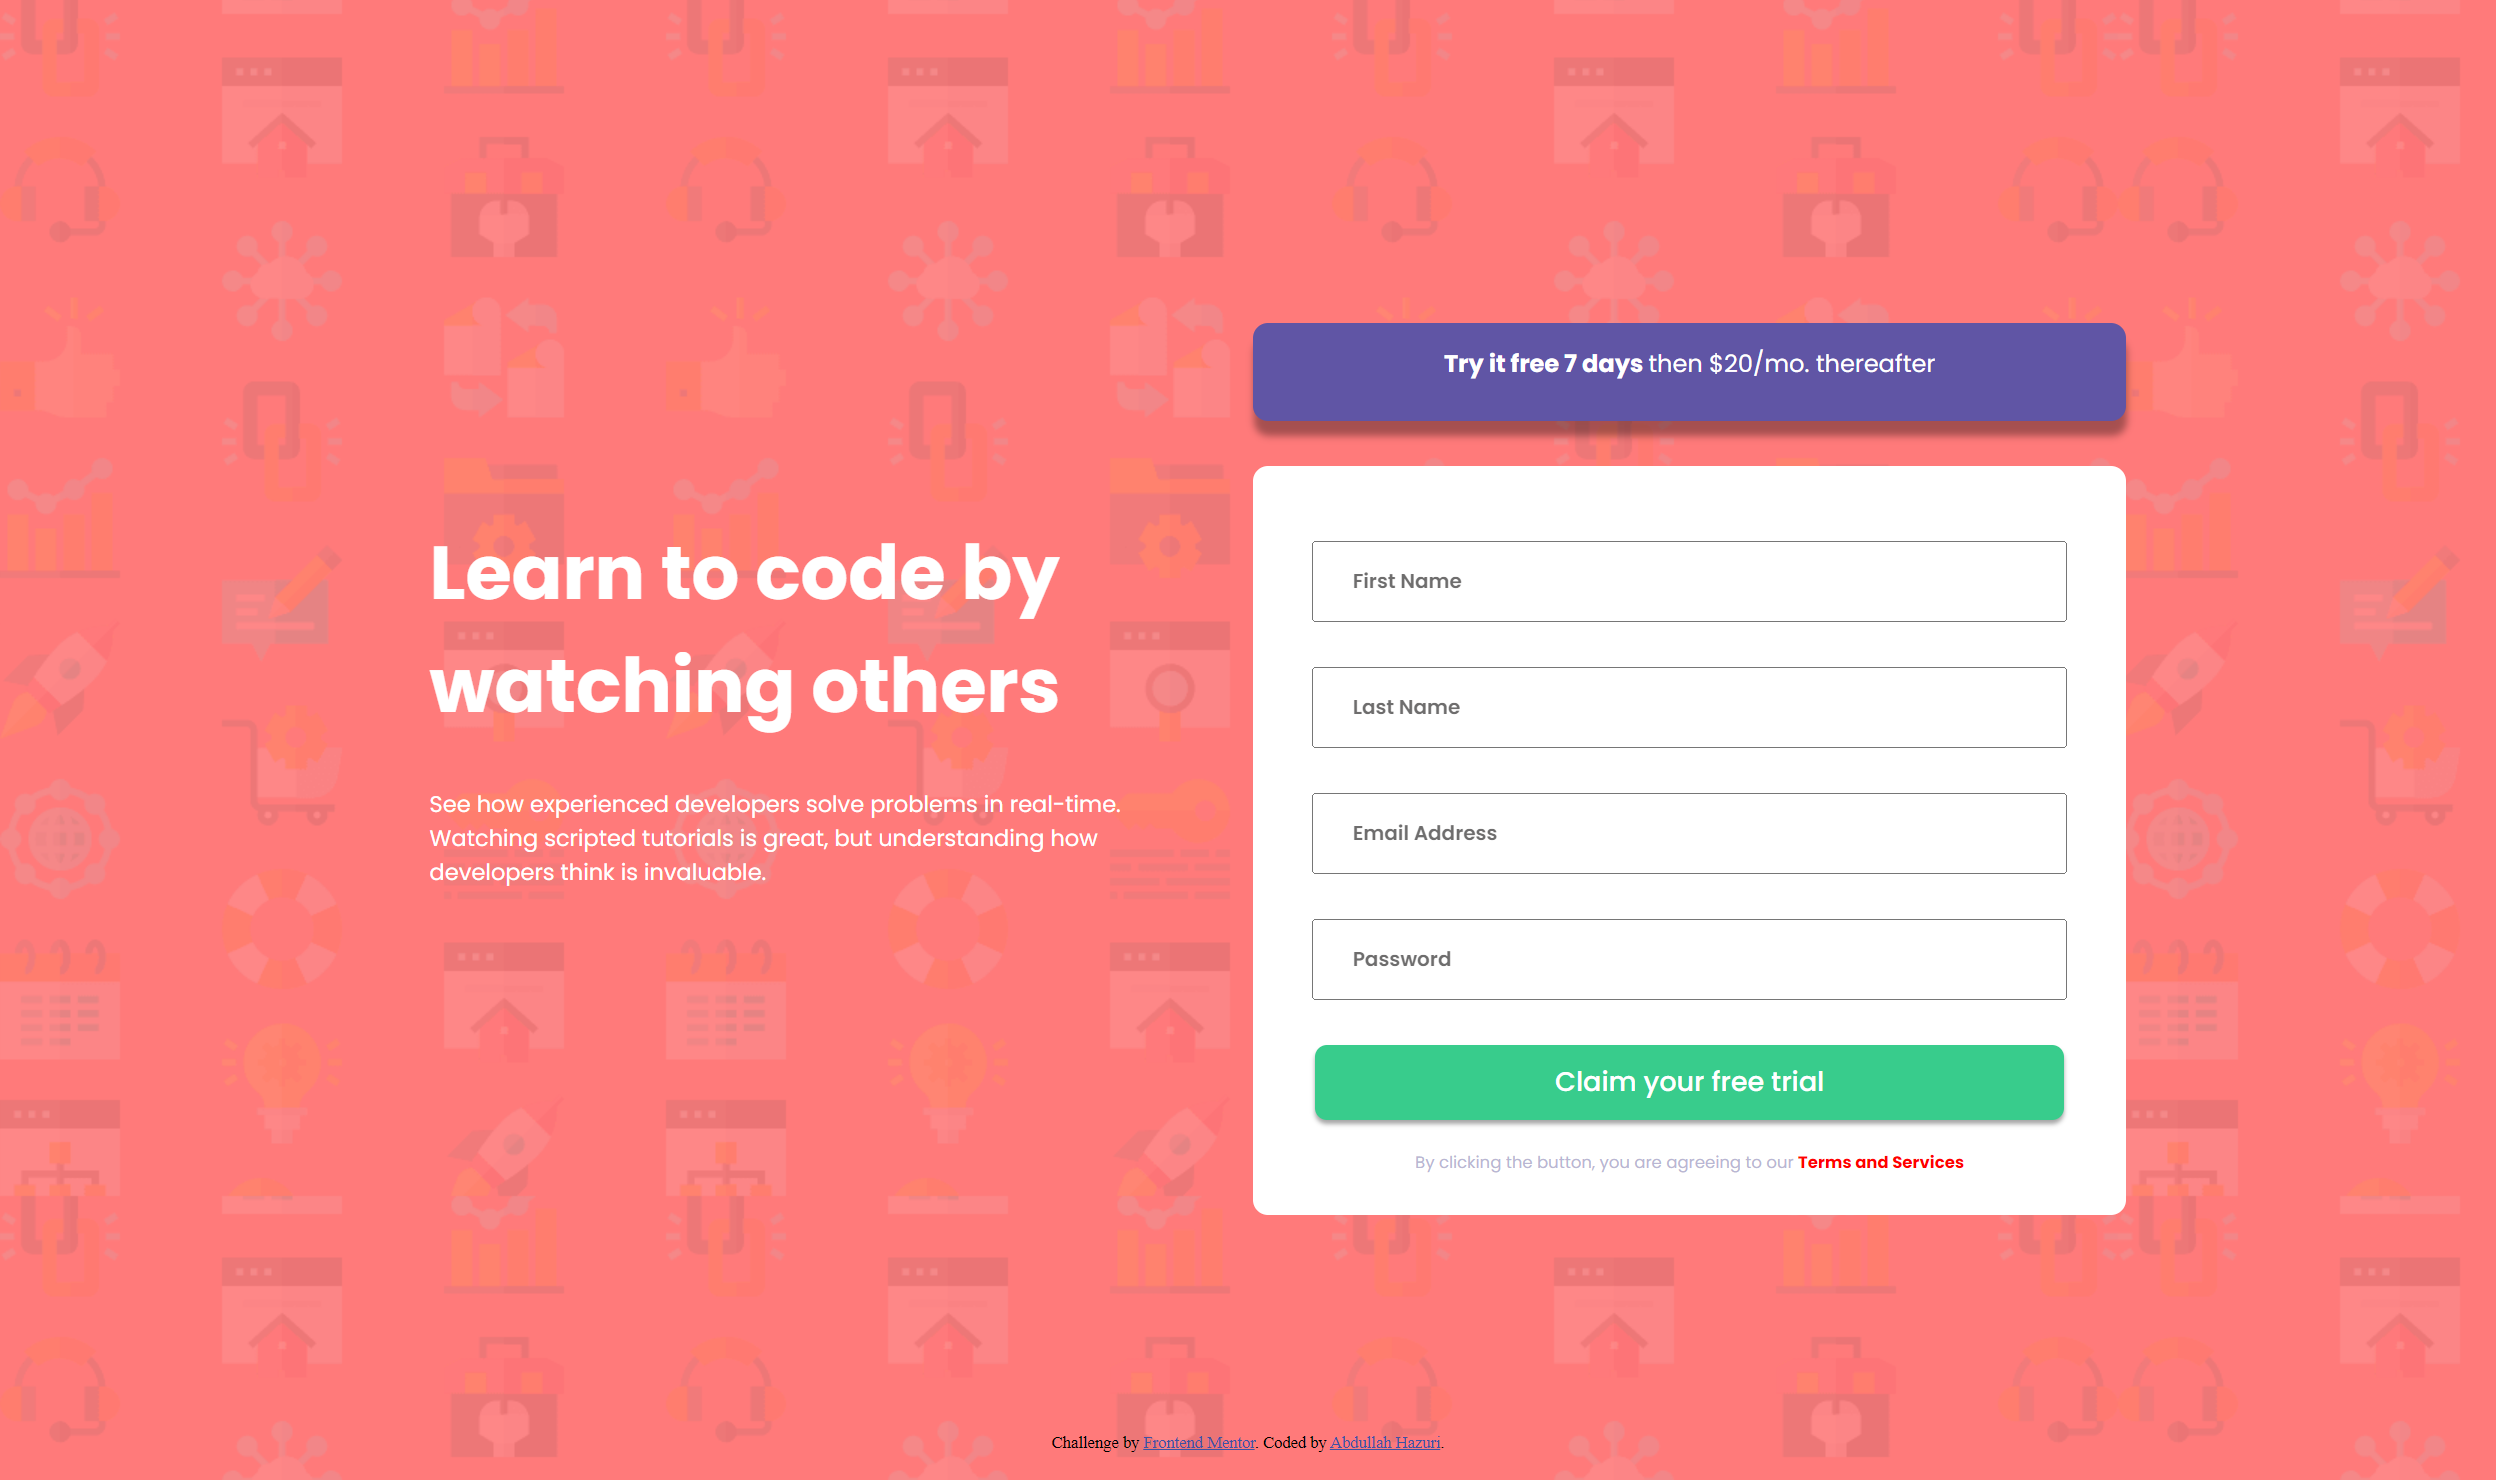 Learn to code by
watching others
See how experienced developers solve problems in real-time.
Watching scripted tutorials is great, but understanding how
developers think is invaluable.
Try it free 7 days then $20/mo. thereafter
First Name
Last Name
Email Address
Password
Claim your free trial
By clicking the button, you are agreeing to our Terms and Services
Challenge by Frontend Mentor. Coded by Abdullah Hazuri.